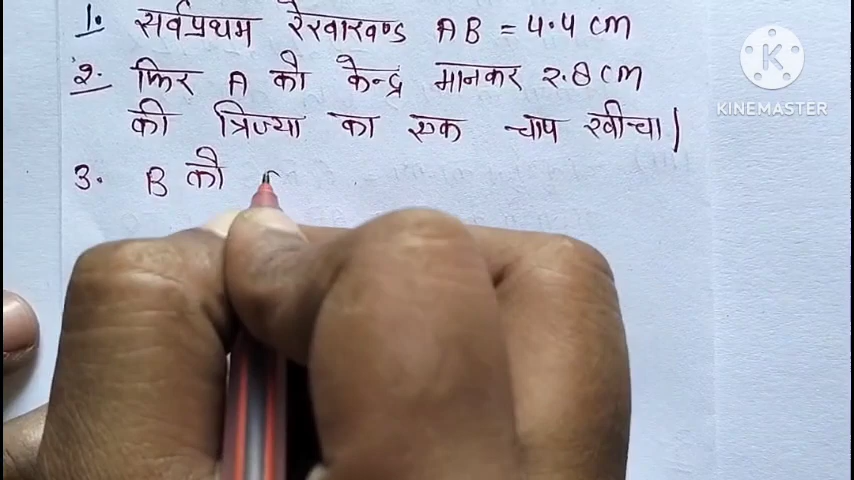 1. सर्वप्रथम रेखाखण्ड AB = 4.4 cm
2. फिर A को केन्द्र मानकर 2.8 cm
की त्रिज्या का एक चाप खींचा|
3. B को
KINEMASTER